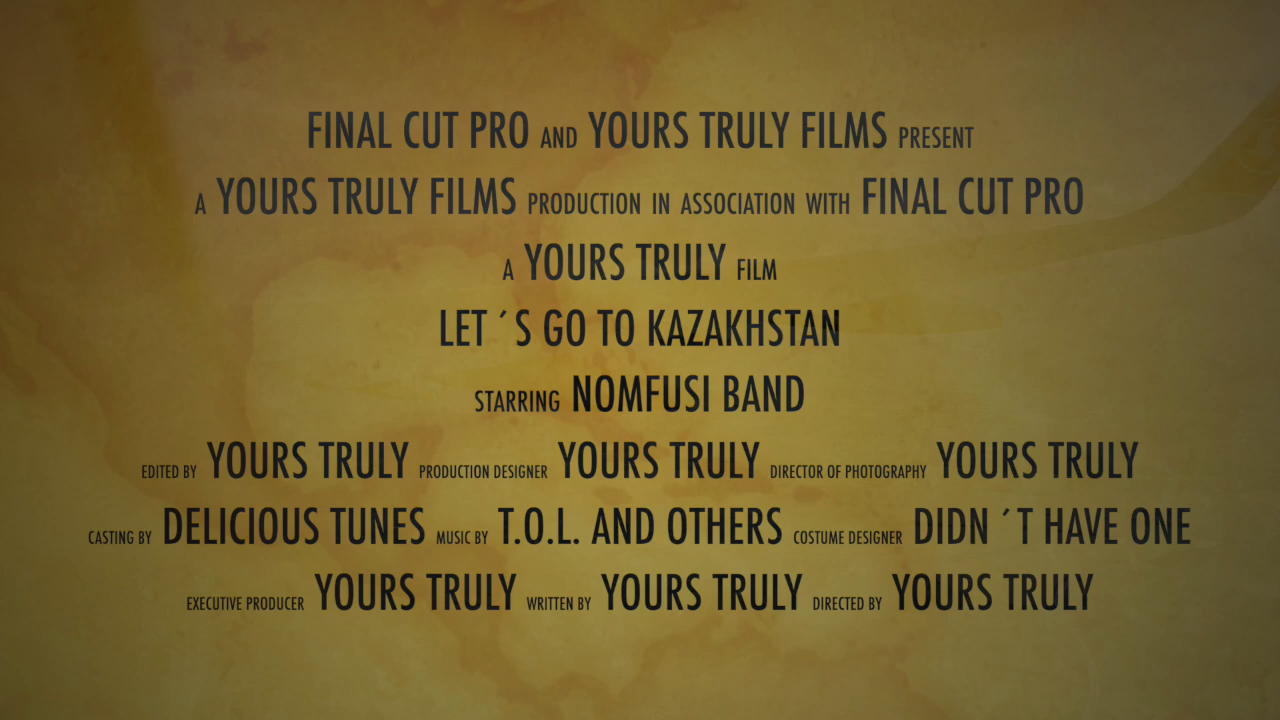 FINAL CUT PRO AND YOURS TRULY FILMS PRESENT
A YOURS TRULY FILMS PRODUCTION IN ASSOCIATION WITH FINAL CUT PRO
A YOURS TRULY FILM
LET ´S GO TO KAZAKHSTAN
STARRING NOMFUSI BAND
EDITED BY YOURS TRULY PRODUCTION DESIGNER YOURS TRULY DIRECTOR OF PHOTOGRAPHY YOURS TRULY
CASTING BY DELICIOUS TUNES MUSIC BY T.O.L. AND OTHERS COSTUME DESIGNER DIDN ´T HAVE ONE
EXECUTIVE PRODUCER YOURS TRULY WRITTEN BY YOURS TRULY DIRECTED BY YOURS TRULY